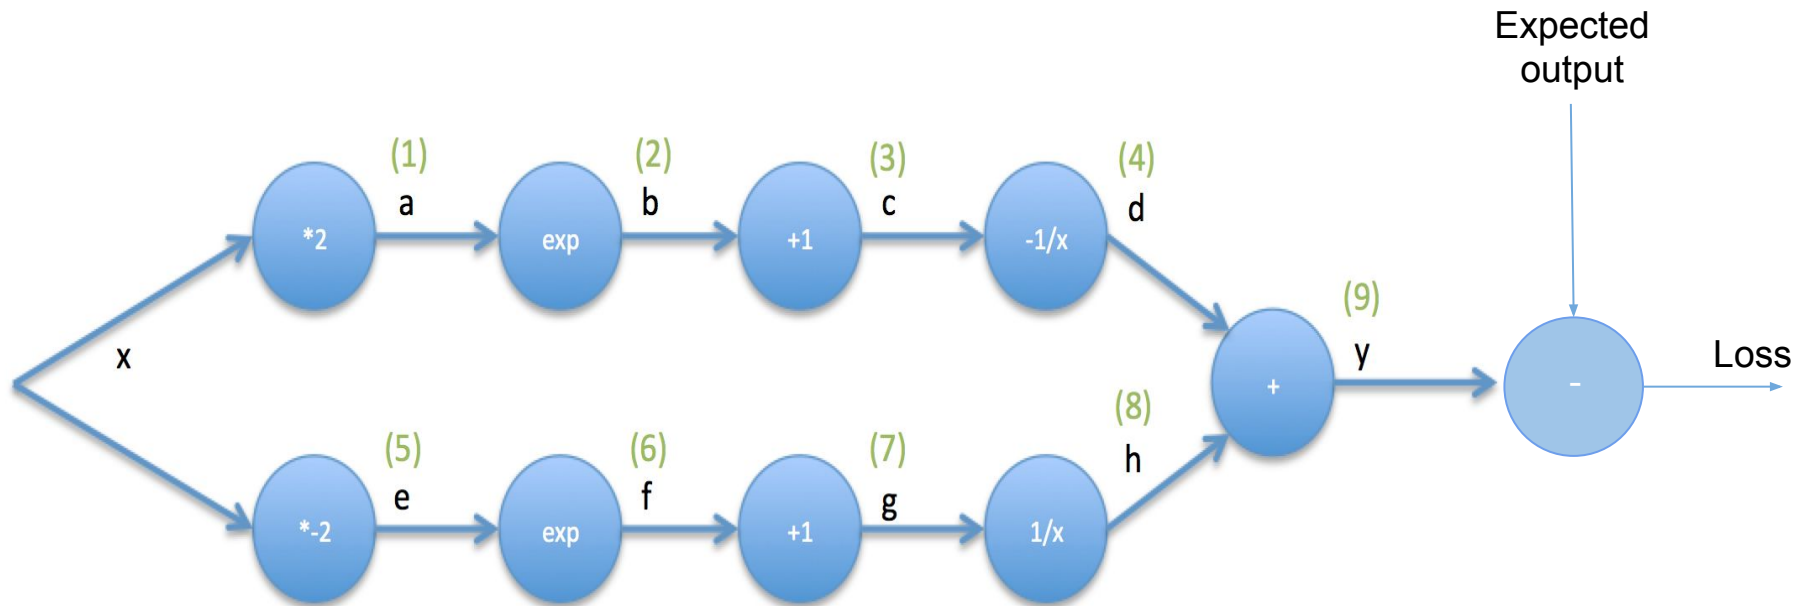 Expected
output
(1)
(2)
(3)
(4)
a
b
c
d
*2
exp
+1
-1/x
(9)
x
y
Loss
+
−
(8)
(5)
(6)
(7)
h
e
f
g
*-2
exp
+1
1/x